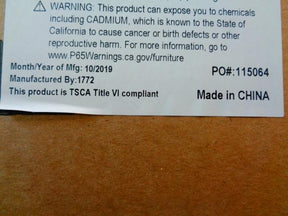 ⚠ WARNING: This product can expose you to chemicals
including CADMIUM, which is known to the State of
California to cause cancer or birth defects or other
reproductive harm. For more information, go to
www.P65Warnings.ca.gov/furniture
Month/Year of Mfg: 10/2019 PO#:115064
Manufactured By:1772
This product is TSCA Title VI compliant Made in CHINA